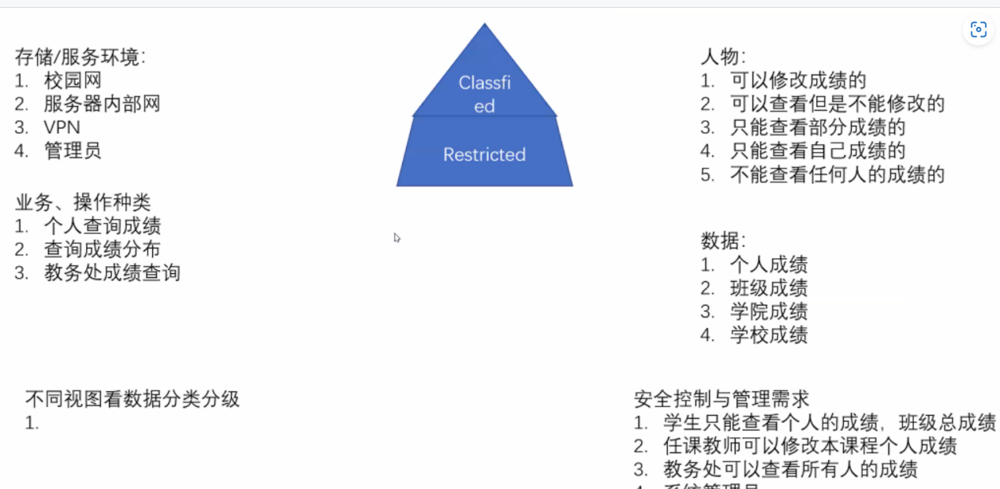 存储/服务环境：
1. 校园网
2. 服务器内部网
3. VPN
4. 管理员
业务、操作种类
1. 个人查询成绩
2. 查询成绩分布
3. 教务处成绩查询
Classfi
ed
Restricted
人物：
1. 可以修改成绩的
2. 可以查看但是不能修改的
3. 只能查看部分成绩的
4. 只能查看自己成绩的
5. 不能查看任何人的成绩的
数据：
1. 个人成绩
2. 班级成绩
3. 学院成绩
4. 学校成绩
不同视图看数据分类分级
1.
安全控制与管理需求
1. 学生只能查看个人的成绩，班级总成绩
2. 任课教师可以修改本课程个人成绩
3. 教务处可以查看所有人的成绩
4. 系统管理员